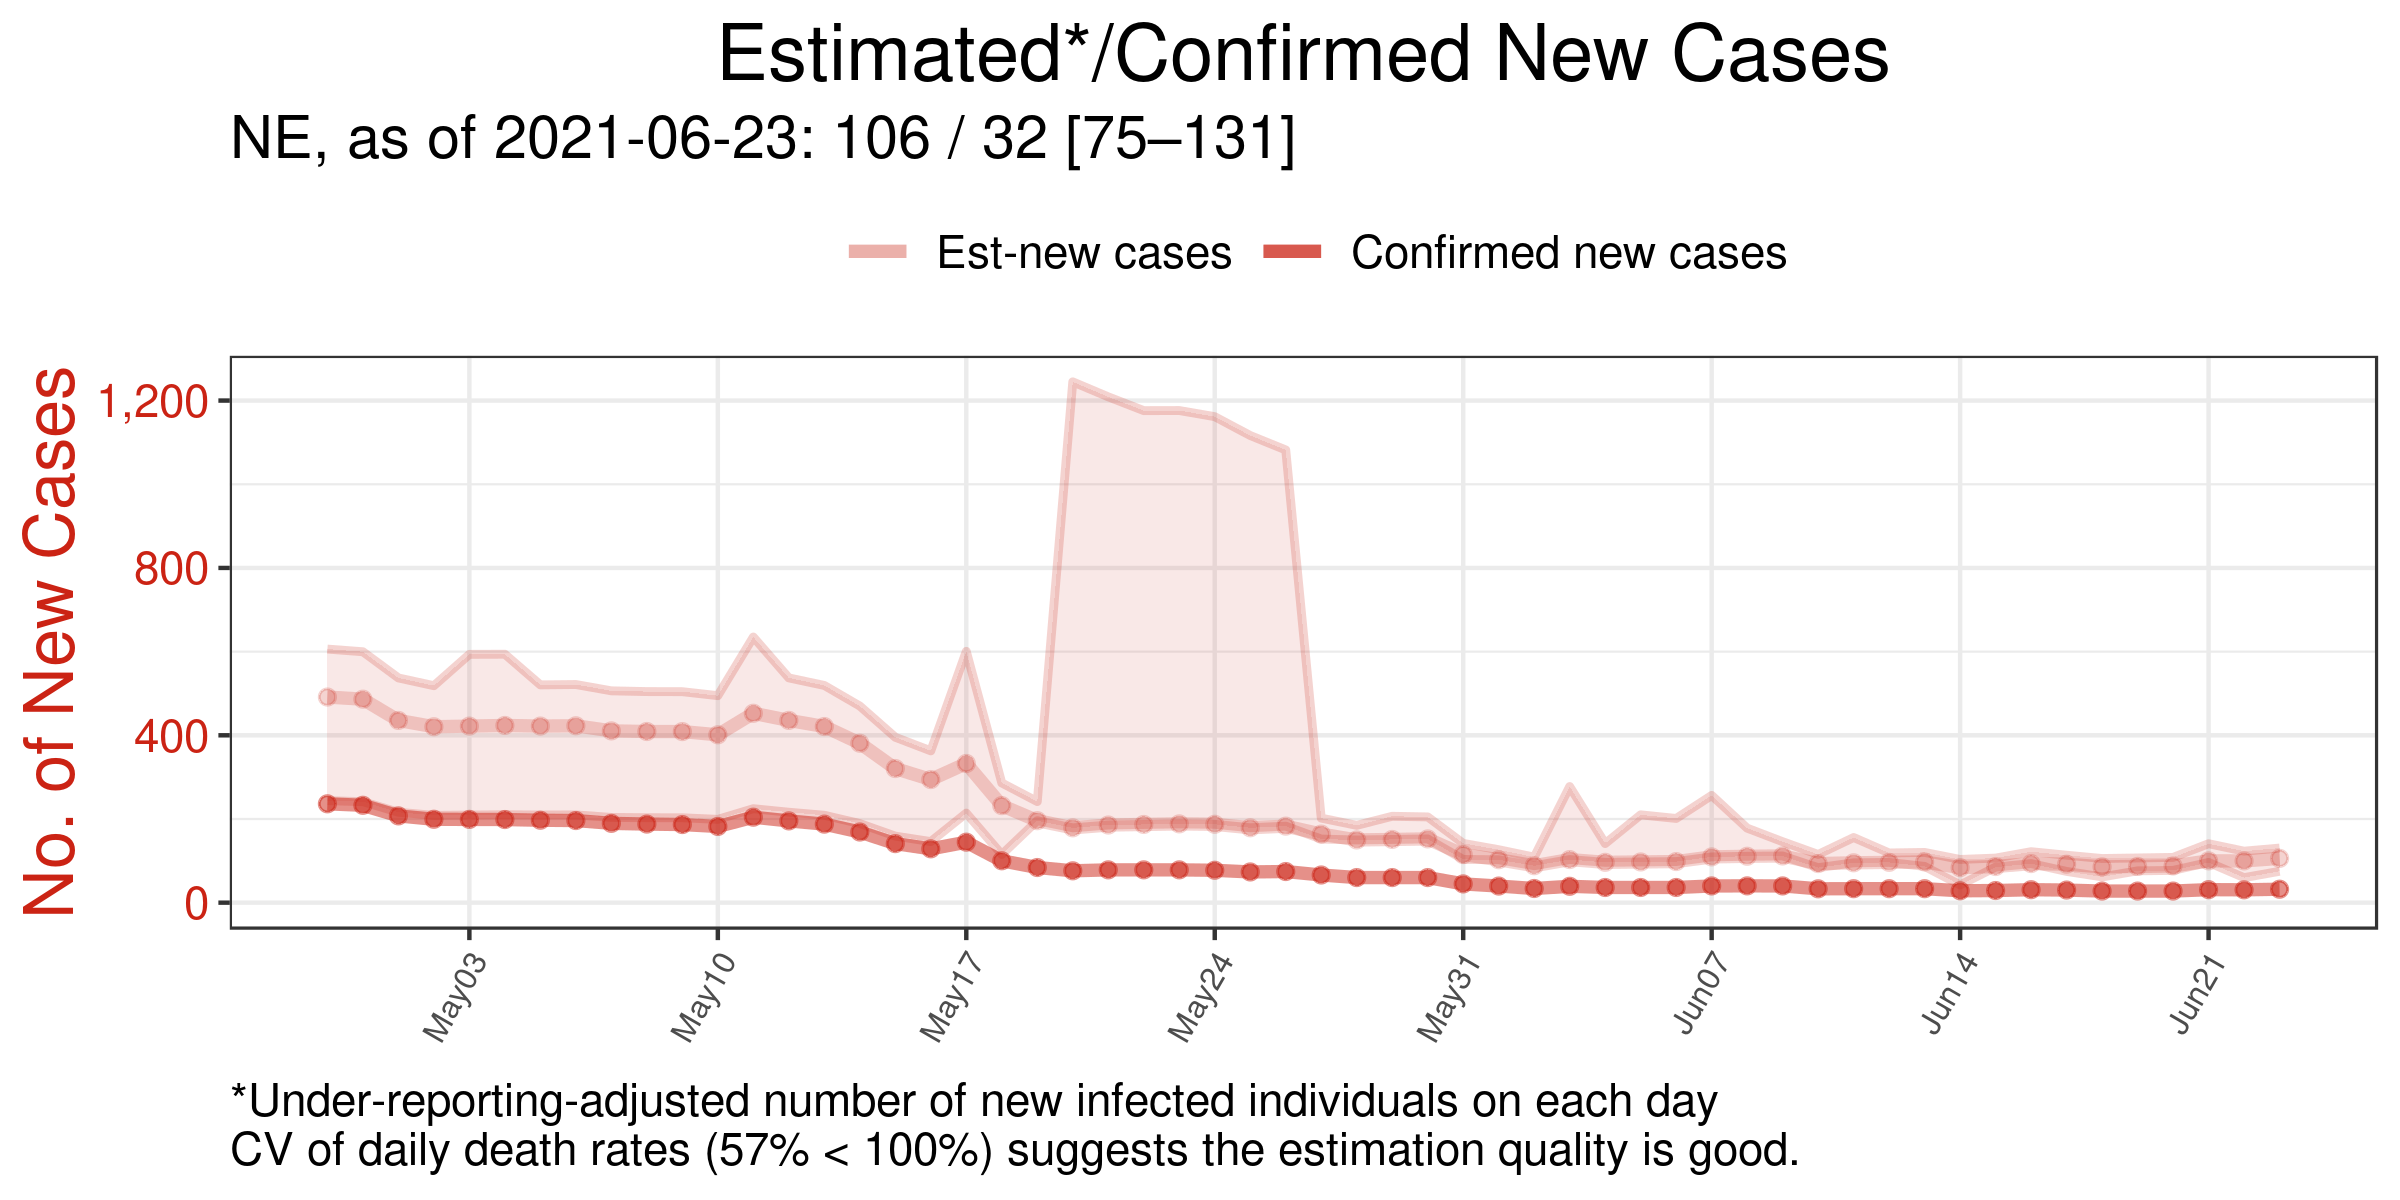 Estimated*/Confirmed New Cases
NE, as of 2021-06-23: 106 / 32 [75–131]
Est-new cases
Confirmed new cases
No. of New Cases
1,200
800
400
0
May03
May10
May17
May24
May31
Jun07
Jun14
Jun21
*Under-reporting-adjusted number of new infected individuals on each day
CV of daily death rates (57% < 100%) suggests the estimation quality is good.